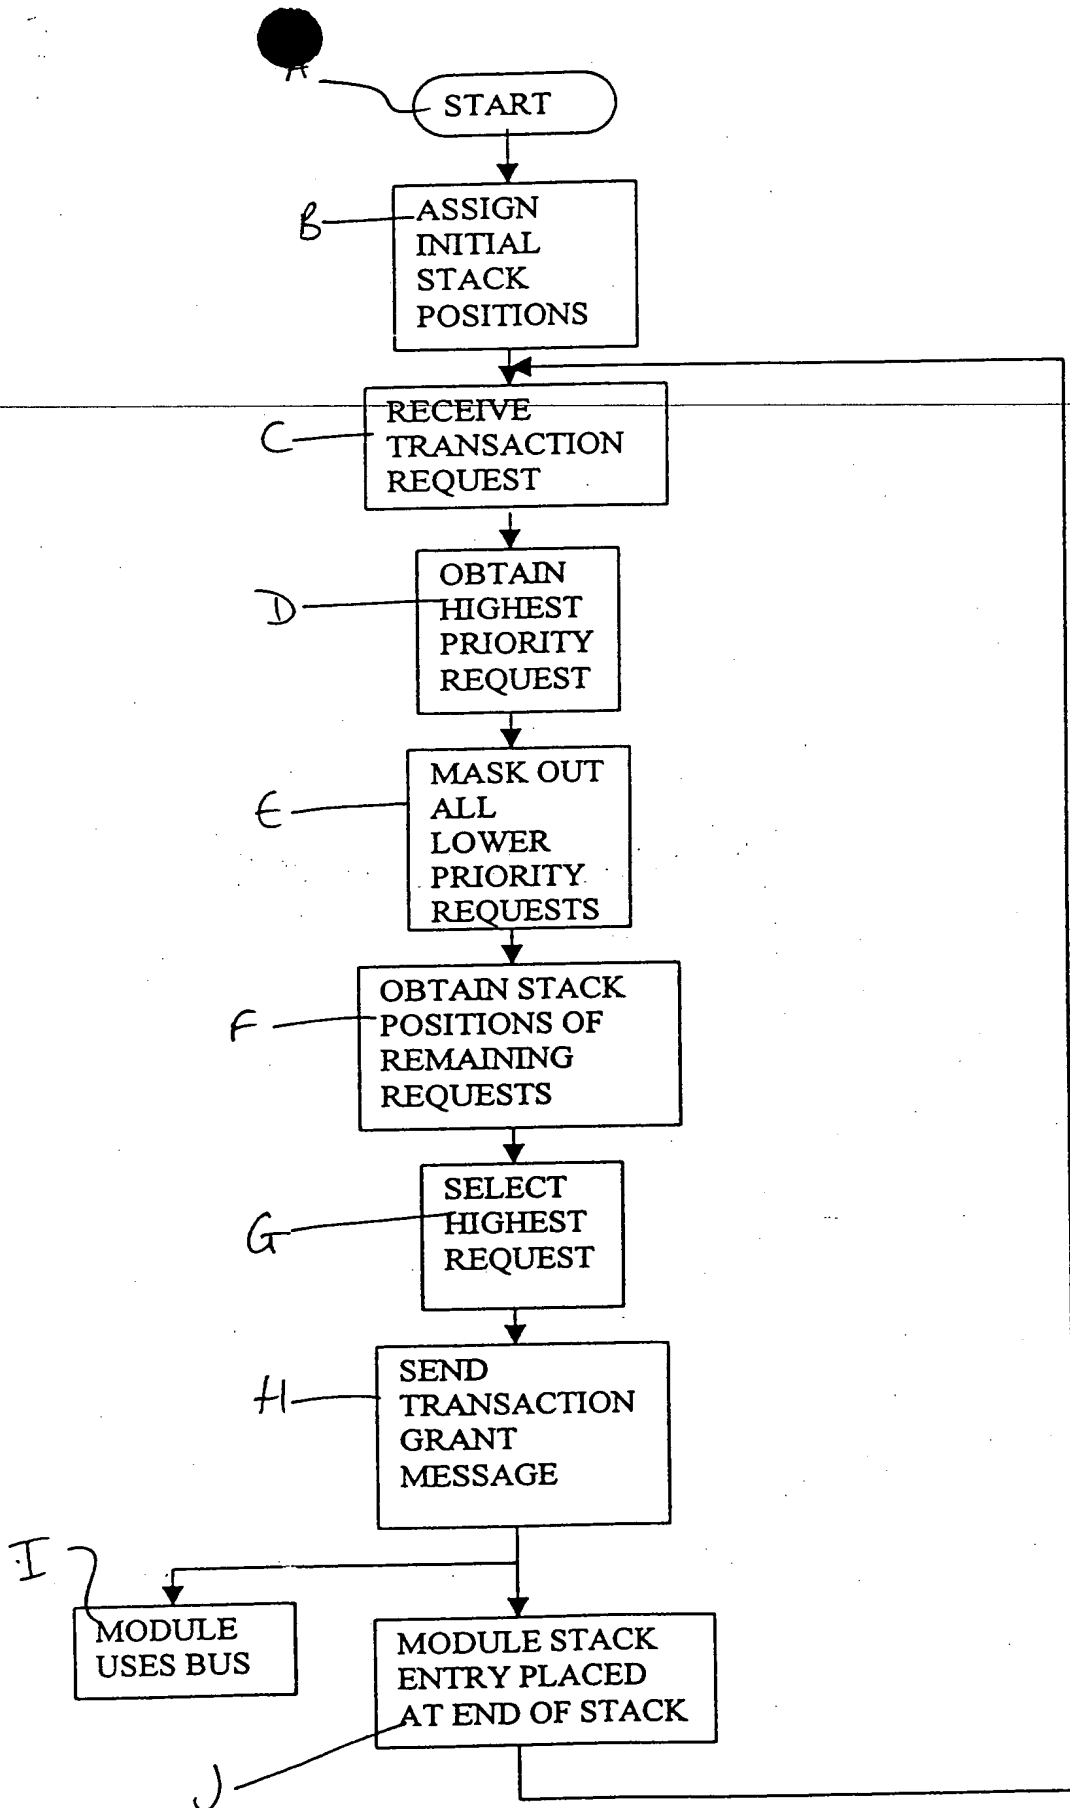 A
START
B
ASSIGN
INITIAL
STACK
POSITIONS
C
RECEIVE
TRANSACTION
REQUEST
D
OBTAIN
HIGHEST
PRIORITY
REQUEST
E
MASK OUT
ALL
LOWER
PRIORITY
REQUESTS
F
OBTAIN STACK
POSITIONS OF
REMAINING
REQUESTS
G
SELECT
HIGHEST
REQUEST
H
SEND
TRANSACTION
GRANT
MESSAGE
I
MODULE
USES BUS
MODULE STACK
ENTRY PLACED
AT END OF STACK
J